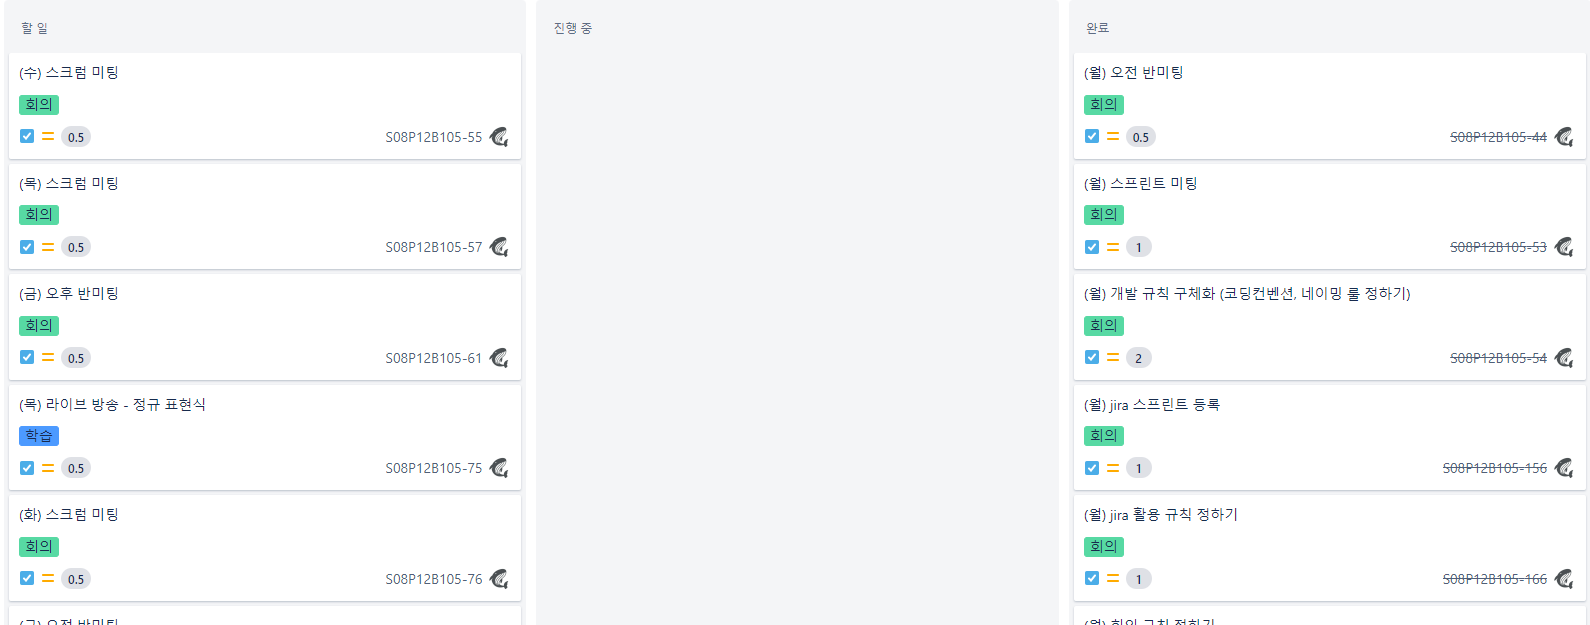 할 일
(수) 스크럼 미팅
회의
0.5 S08P12B105-55
(목) 스크럼 미팅
회의
0.5 S08P12B105-57
(금) 오후 반미팅
회의
0.5 S08P12B105-61
(목) 라이브 방송 - 정규 표현식
학습
0.5 S08P12B105-75
(화) 스크럼 미팅
회의
0.5 S08P12B105-76
진행 중
완료
(월) 오전 반미팅
회의
0.5 S08P12B105-44
(월) 스프린트 미팅
회의
1 S08P12B105-53
(월) 개발 규칙 구체화 (코딩컨벤션, 네이밍 룰 정하기)
회의
2 S08P12B105-54
(월) jira 스프린트 등록
회의
1 S08P12B105-156
(월) jira 활용 규칙 정하기
회의
1 S08P12B105-166